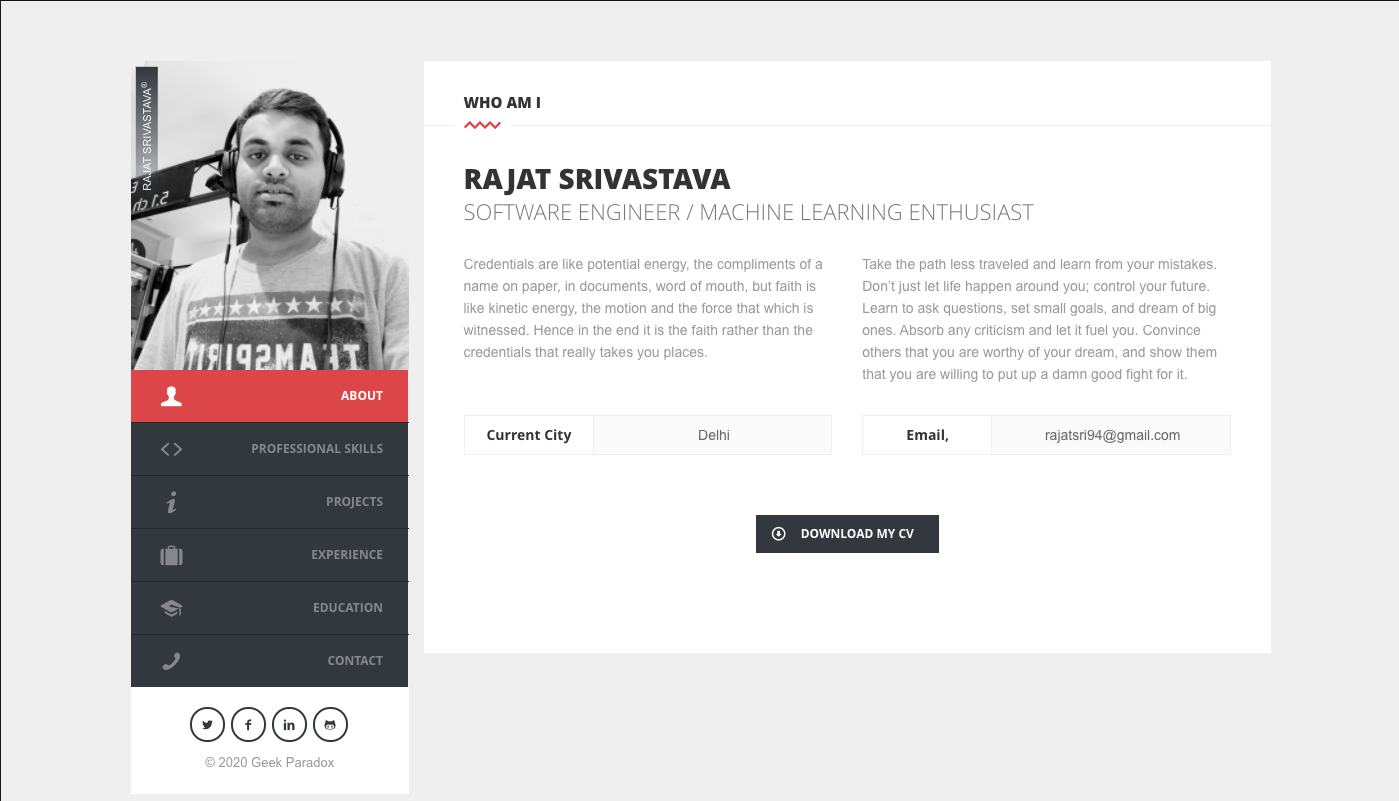 RAJAT SRIVASTAVA®
5.1 ch
TEAMSPIRIT
ABOUT
PROFESSIONAL SKILLS
PROJECTS
EXPERIENCE
EDUCATION
CONTACT
© 2020 Geek Paradox
WHO AM I
RAJAT SRIVASTAVA
SOFTWARE ENGINEER / MACHINE LEARNING ENTHUSIAST
Credentials are like potential energy, the compliments of a
name on paper, in documents, word of mouth, but faith is
like kinetic energy, the motion and the force that which is
witnessed. Hence in the end it is the faith rather than the
credentials that really takes you places.
Take the path less traveled and learn from your mistakes.
Don’t just let life happen around you; control your future.
Learn to ask questions, set small goals, and dream of big
ones. Absorb any criticism and let it fuel you. Convince
others that you are worthy of your dream, and show them
that you are willing to put up a damn good fight for it.
Current City Delhi
Email, rajatsri94@gmail.com
DOWNLOAD MY CV